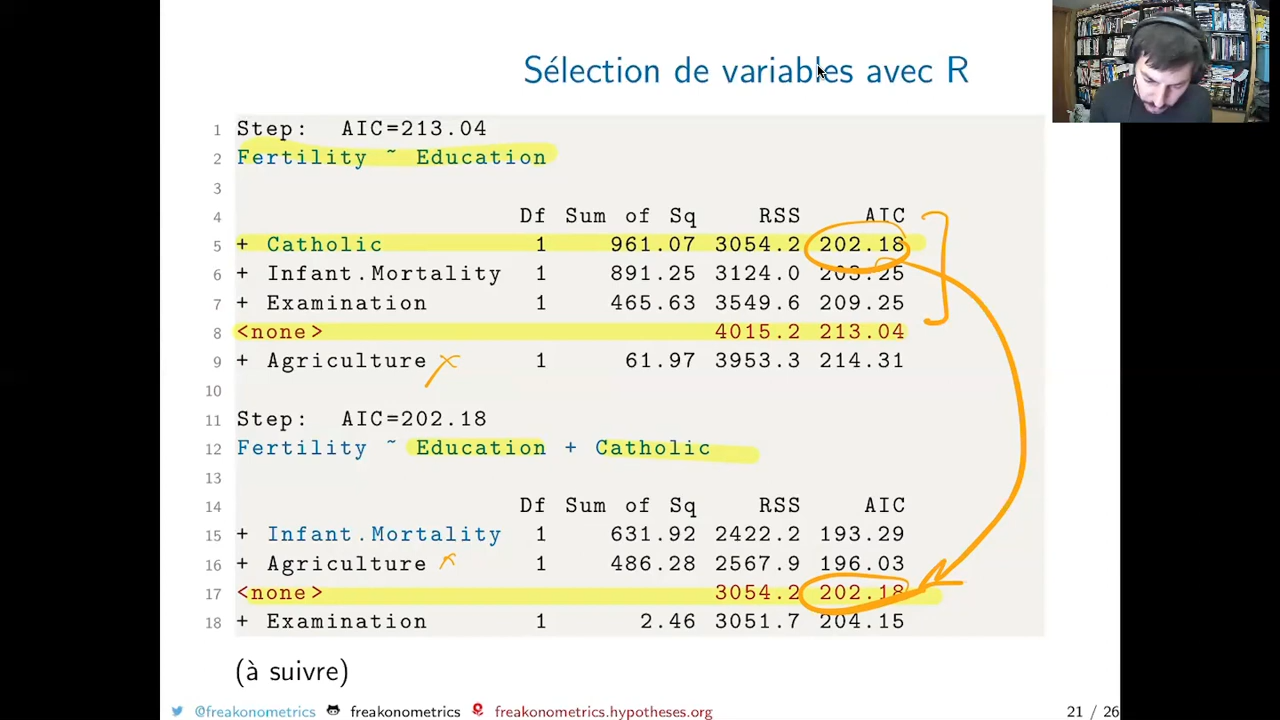 Sélection de variables avec R
1 Step: AIC=213.04
2 Fertility ~ Education
3
4 Df Sum of Sq RSS AIC
5 + Catholic 1 961.07 3054.2 202.18
6 + Infant.Mortality 1 891.25 3124.0 203.25
7 + Examination 1 465.63 3549.6 209.25
8 <none> 4015.2 213.04
9 + Agriculture 1 61.97 3953.3 214.31
10
11 Step: AIC=202.18
12 Fertility ~ Education + Catholic
13
14 Df Sum of Sq RSS AIC
15 + Infant.Mortality 1 631.92 2422.2 193.29
16 + Agriculture 1 486.28 2567.9 196.03
17 <none> 3054.2 202.18
18 + Examination 1 2.46 3051.7 204.15
(à suivre)
@freakonometrics freakonometrics freakonometrics.hypotheses.org 21 / 26